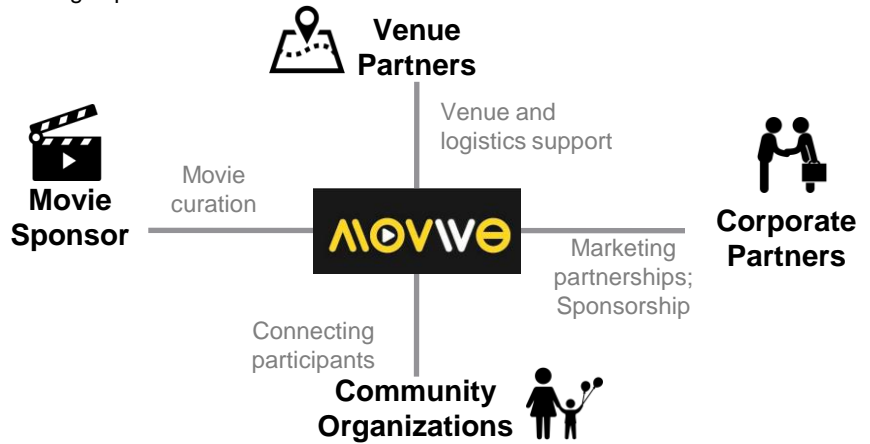 Venue
Partners
Venue and
logistics support
Movie
Sponsor
Movie
curation
MOVWE
Corporate
Partners
Marketing
partnerships;
Sponsorship
Connecting
participants
Community
Organizations